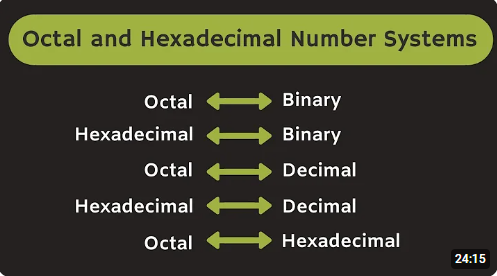 Octal and Hexadecimal Number Systems
Octal Binary
Hexadecimal Binary
Octal Decimal
Hexadecimal Decimal
Octal Hexadecimal
24:15